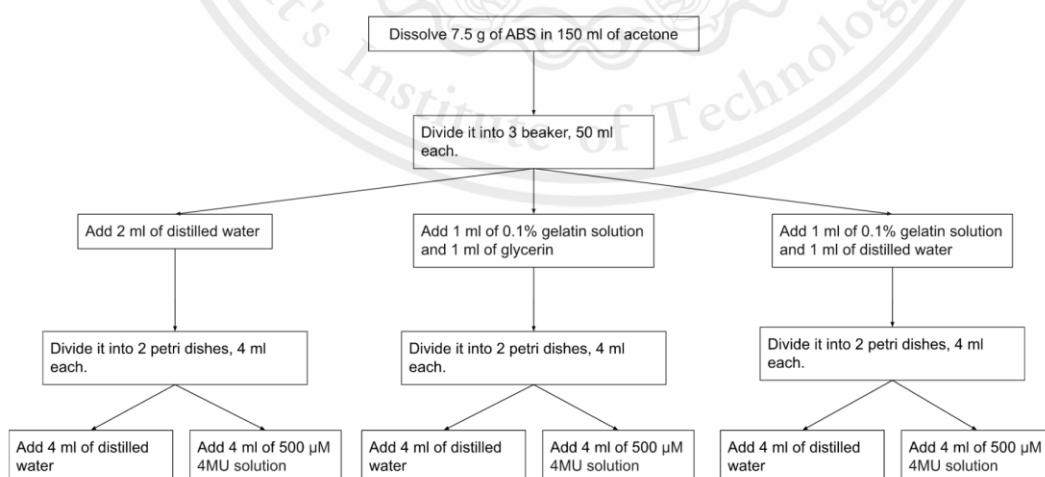 't's Institute of Technolog
Dissolve 7.5 g of ABS in 150 ml of acetone
Divide it into 3 beaker, 50 ml
each.
Add 2 ml of distilled water
Add 1 ml of 0.1% gelatin solution
and 1 ml of glycerin
Add 1 ml of 0.1% gelatin solution
and 1 ml of distilled water
Divide it into 2 petri dishes, 4 ml
each.
Divide it into 2 petri dishes, 4 ml
each.
Divide it into 2 petri dishes, 4 ml
each.
Add 4 ml of distilled
water
Add 4 ml of 500 μM
4MU solution
Add 4 ml of distilled
water
Add 4 ml of 500 μM
4MU solution
Add 4 ml of distilled
water
Add 4 ml of 500 μM
4MU solution